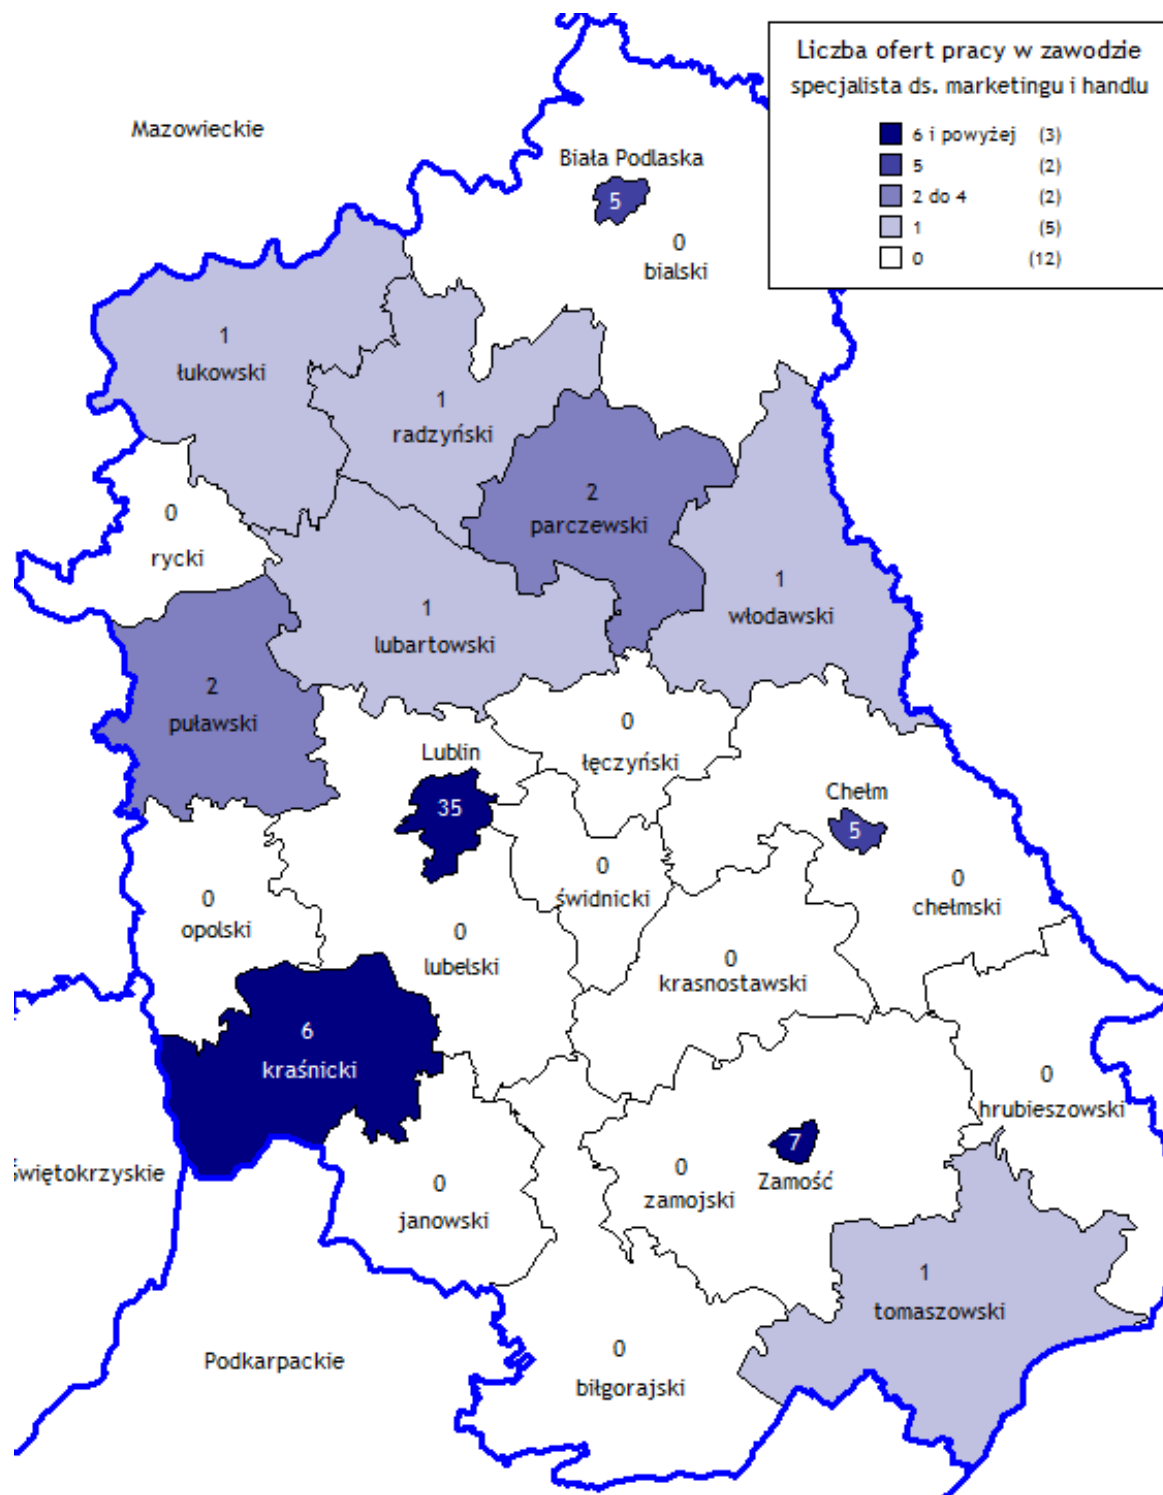 Liczba ofert pracy w zawodzie
specjalista ds. marketingu i handlu
6 i powyżej (3)
5 (2)
2 do 4 (2)
1 (5)
0 (12)
Mazowieckie
Biała Podlaska
5
0
bialski
1
łukowski
1
radzyński
2
parczewski
0
rycki
1
włodawski
1
lubartowski
2
puławski
0
łęczyński
Lublin
35
Chełm
5
0
świdnicki
0
chełmski
0
opolski
0
lubelski
0
krasnostawski
6
kraśnicki
0
hrubieszowski
7
Zamość
0
zamojski
Świętokrzyskie
0
janowski
1
tomaszowski
Podkarpackie
0
biłgorajski